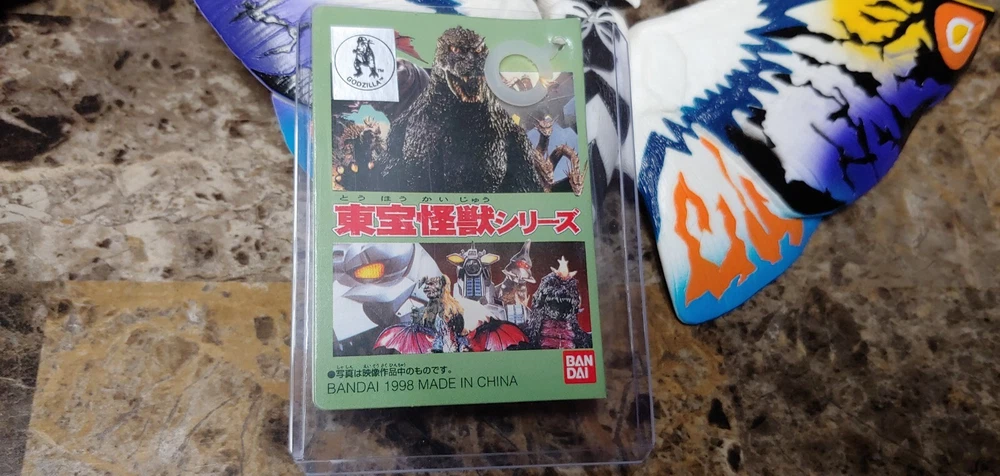 GODZILLA™
とう ほう かい じゅう
東宝怪獣シリーズ
BAN
DAI
●写真は映像作品中のものです。
BANDAI 1998 MADE IN CHINA